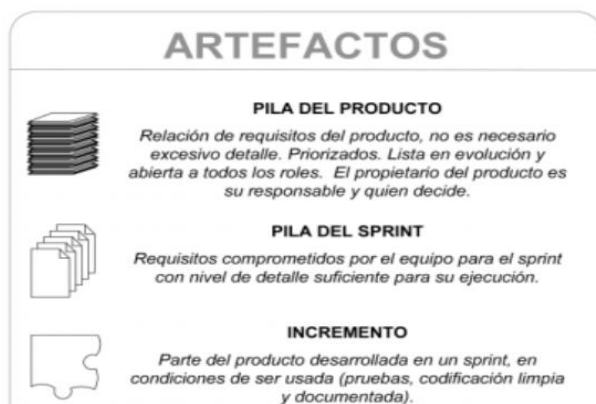 ARTEFACTOS
PILA DEL PRODUCTO
Relación de requisitos del producto, no es necesario
excesivo detalle. Priorizados. Lista en evolución y
abierta a todos los roles. El propietario del producto es
su responsable y quien decide.
PILA DEL SPRINT
Requisitos comprometidos por el equipo para el sprint
con nivel de detalle suficiente para su ejecución.
INCREMENTO
Parte del producto desarrollada en un sprint, en
condiciones de ser usada (pruebas, codificación limpia
y documentada).